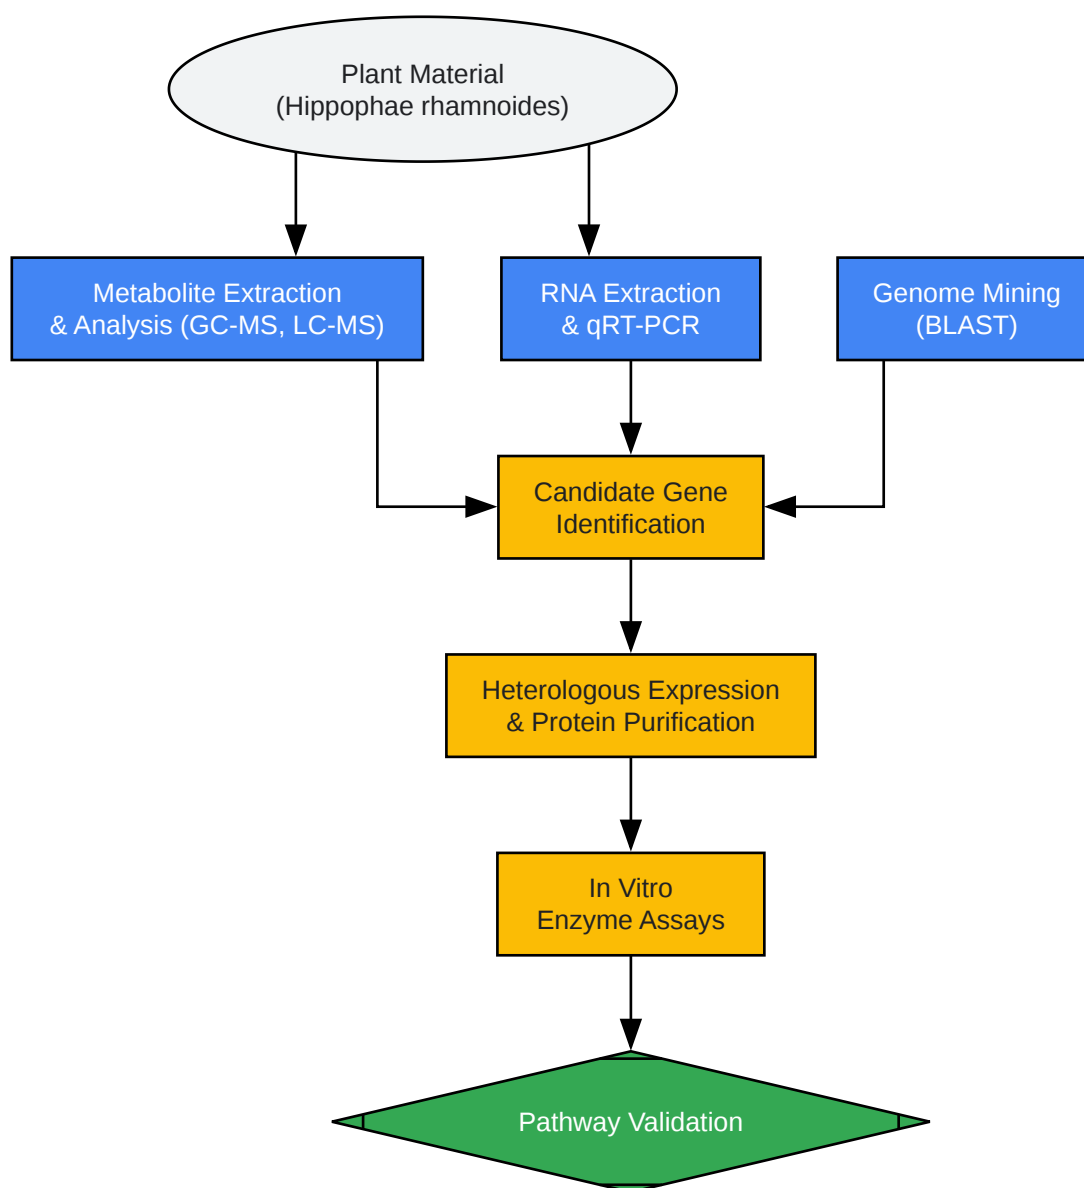 Plant Material
(Hippophae rhamnoides)
Metabolite Extraction
& Analysis (GC-MS, LC-MS)
RNA Extraction
& qRT-PCR
Genome Mining
(BLAST)
Candidate Gene
Identification
Heterologous Expression
& Protein Purification
In Vitro
Enzyme Assays
Pathway Validation